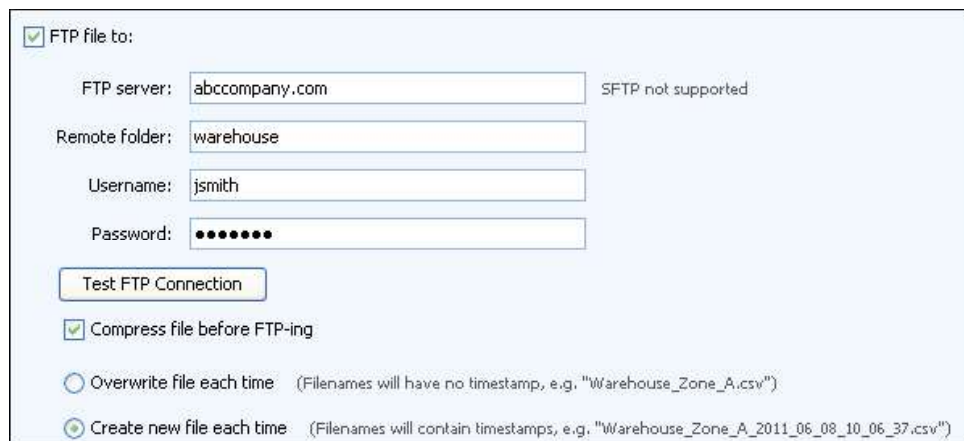 FTP file to:
FTP server: abccompany.com SFTP not supported
Remote folder: warehouse
Username: jsmith
Password: •••••••
Test FTP Connection
Compress file before FTP-ing
Overwrite file each time (Filenames will have no timestamp, e.g. "Warehouse_Zone_A.csv")
Create new file each time (Filenames will contain timestamps, e.g. "Warehouse_Zone_A_2011_06_08_10_06_37.csv")